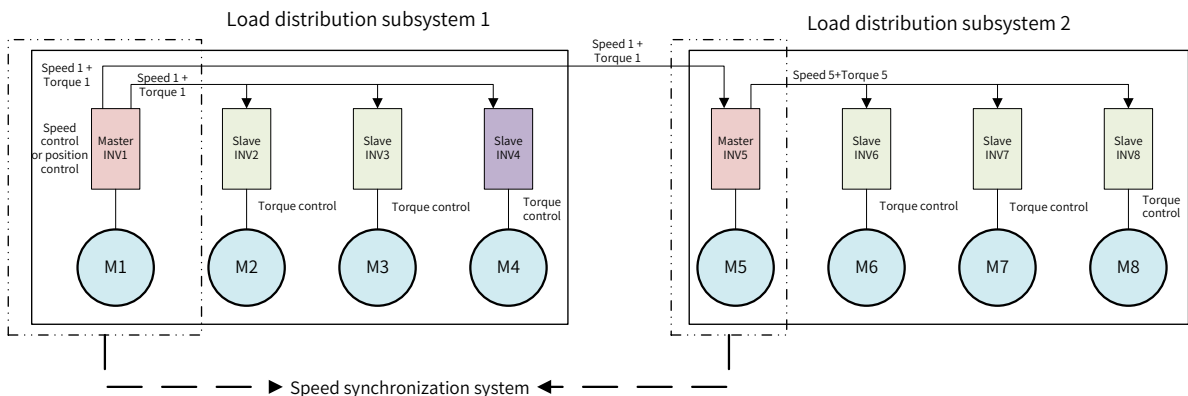 Load distribution subsystem 1
Load distribution subsystem 2
Speed 1 +
Torque 1
Speed 1 +
Torque 1
Speed 1 +
Torque 1
Speed 5+Torque 5
Speed
control
or position
control
Master
INV1
Slave
INV2
Slave
INV3
Slave
INV4
Master
INV5
Slave
INV6
Slave
INV7
Slave
INV8
Torque control
Torque control
Torque
control
Torque control
Torque control
Torque
control
M1
M2
M3
M4
M5
M6
M7
M8
Speed synchronization system